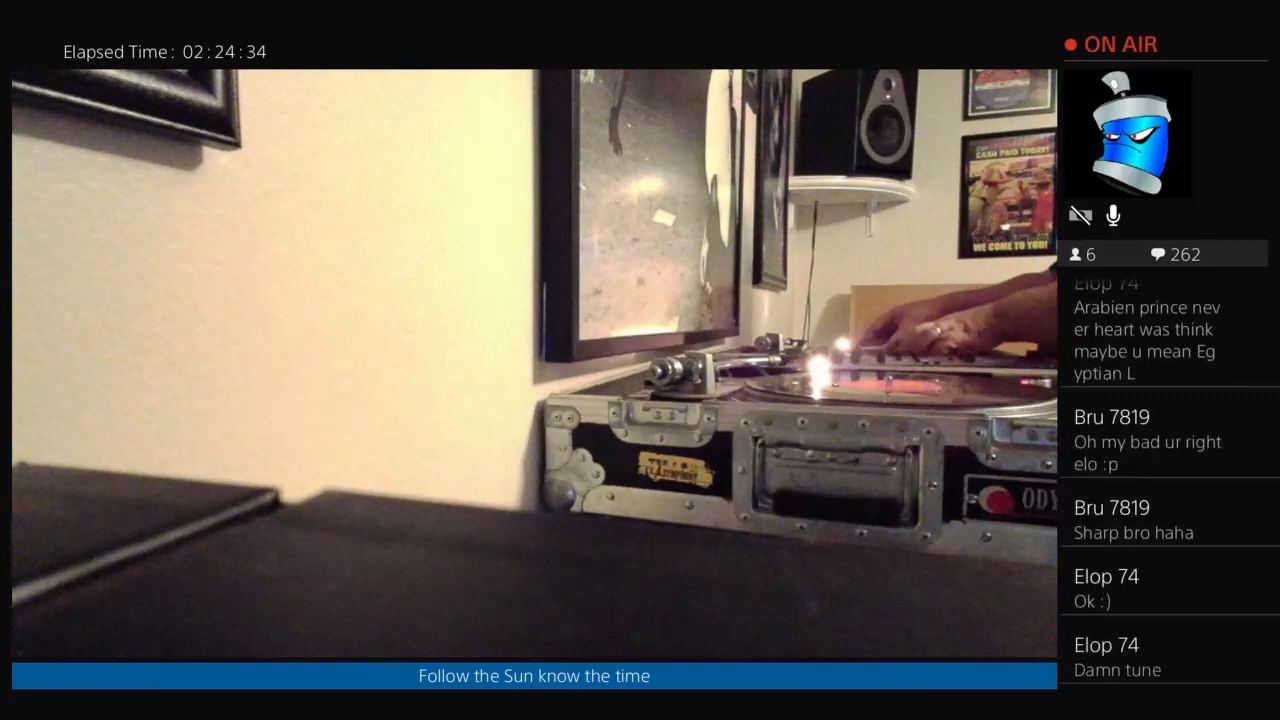 Elapsed Time: 02:24:34
ON AIR
CASH PAID TODAY!
WE COME TO YOU!
6
262
Elop 74
Arabien prince nev
er heart was think
maybe u mean Eg
yptian L
Bru 7819
Oh my bad ur right
elo :p
Bru 7819
Sharp bro haha
Elop 74
Ok :)
Elop 74
Damn tune
ODY
Follow the Sun know the time